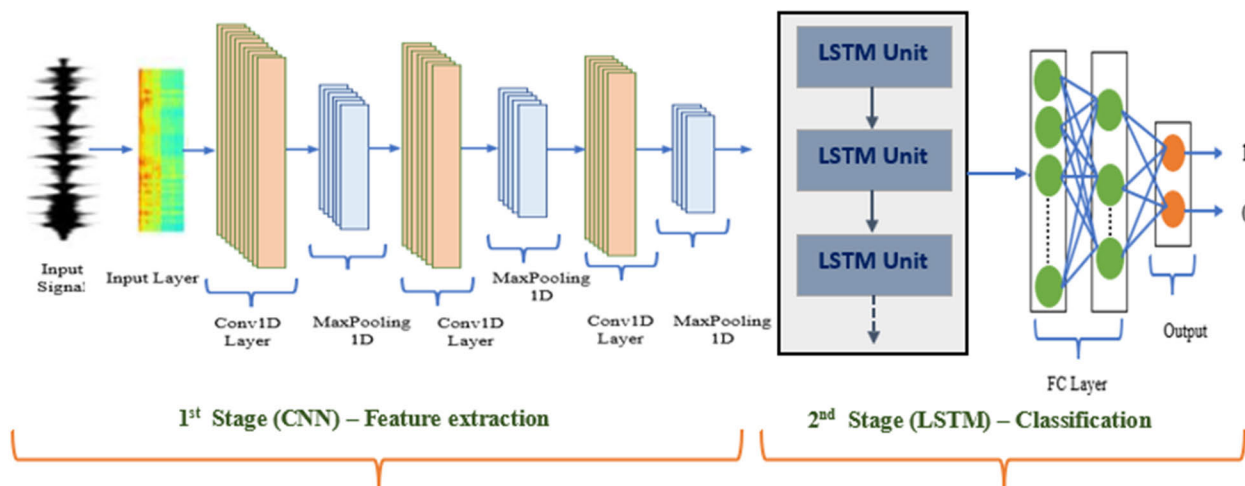 LSTM Unit
LSTM Unit
LSTM Unit
Input
Signal
Input Layer
Conv1D
Layer
MaxPooling
1D
Conv1D
Layer
MaxPooling
1D
Conv1D
Layer
MaxPooling
1D
FC Layer
Output
1st Stage (CNN) – Feature extraction
2nd Stage (LSTM) – Classification